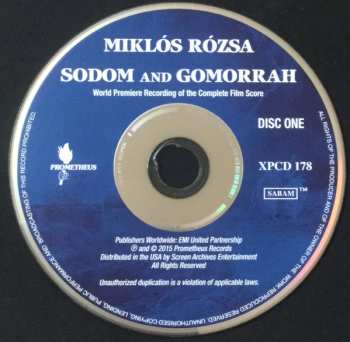 MIKLÓS RÓZSA
SODOM AND GOMORRAH
World Premiere Recording of the Complete Film Score
DISC ONE
PROMETHEUS
XPCD 178
SABAM™
Publishers Worldwide: EMI United Partnership
℗ and © 2015 Prometheus Records
Distributed in the USA by Screen Archives Entertainment
All Rights Reserved
Unauthorized duplication is a violation of applicable laws.
ALL RIGHTS OF THE PRODUCER AND OF THE OWNER OF THE WORK REPRODUCED RESERVED. UNAUTHORISED COPYING, LENDING, PUBLIC PERFORMANCE AND BROADCASTING OF THIS RECORD PROHIBITED